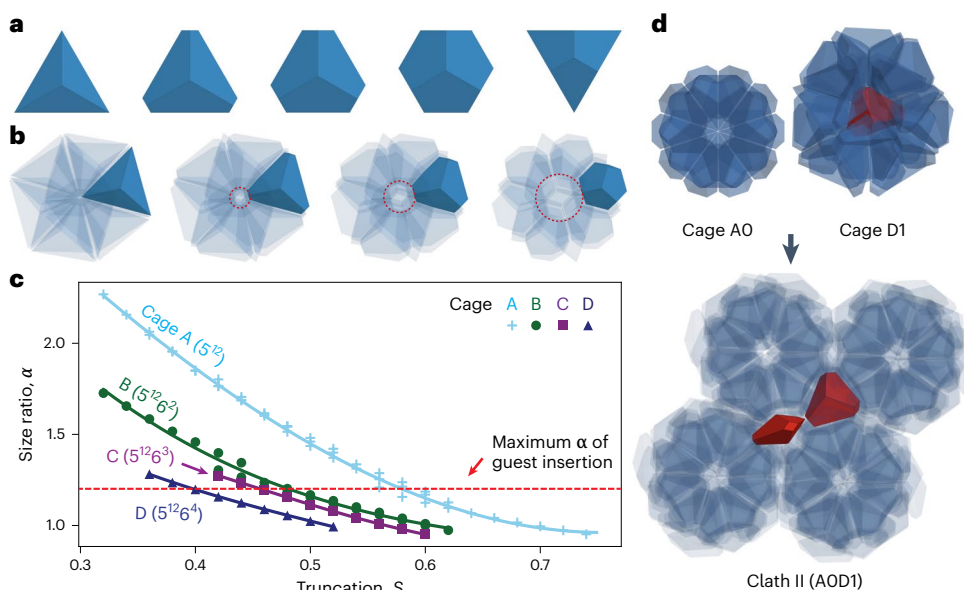 a
b
c
d
Cage A0
Cage D1
Clath II (A0D1)
Size ratio, α
2.0
1.5
1.0
0.3
0.4
0.5
0.6
0.7
Truncation, S
Cage A B C D
Cage A (5¹²)
B (5¹²6²)
C (5¹²6³)
D (5¹²6⁴)
Maximum α of
guest insertion